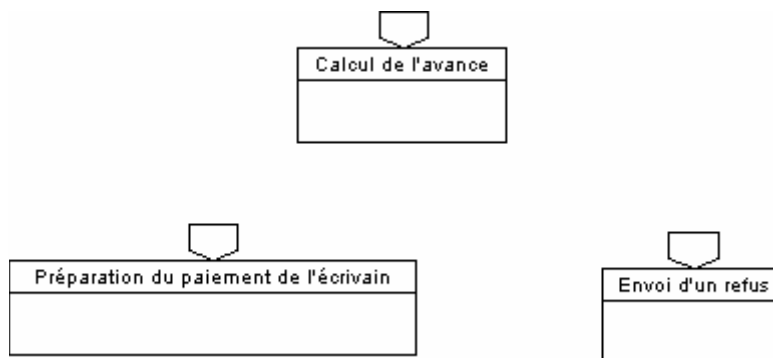 Calcul de l'avance
Préparation du paiement de l'écrivain
Envoi d'un refus